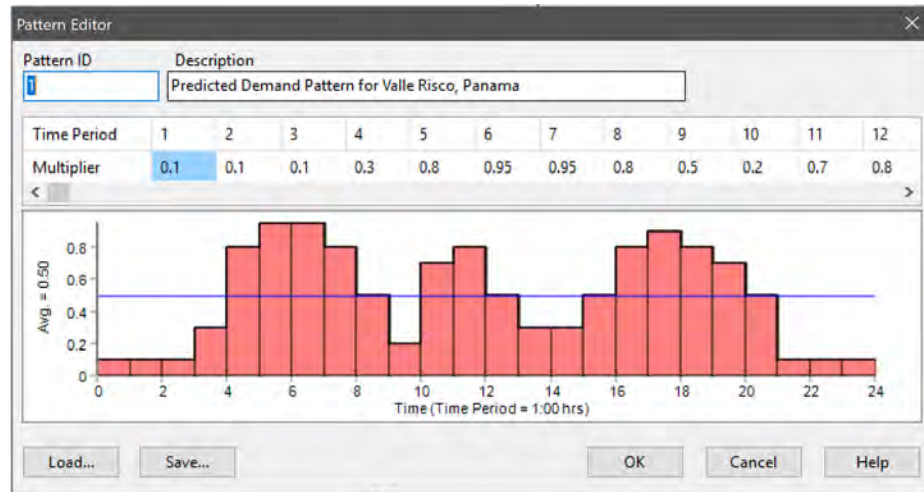 Pattern Editor
Pattern ID Description
1 Predicted Demand Pattern for Valle Risco, Panama
Time Period 1 2 3 4 5 6 7 8 9 10 11 12
Multiplier 0.1 0.1 0.1 0.3 0.8 0.95 0.95 0.8 0.5 0.2 0.7 0.8
Avg. = 0.50
0.8
0.6
0.4
0.2
0
0 2 4 6 8 10 12 14 16 18 20 22 24
Time (Time Period = 1:00 hrs)
Load... Save... OK Cancel Help